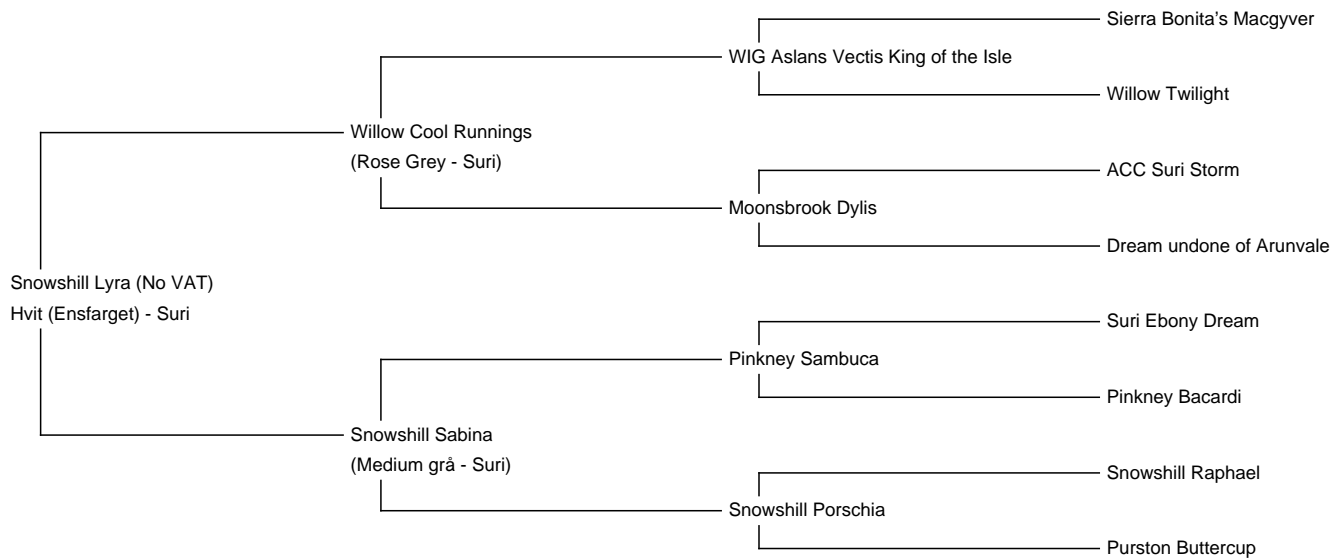 Sierra Bonita's Macgyver
WIG Aslans Vectis King of the Isle
Willow Twilight
Willow Cool Runnings
(Rose Grey - Suri)
ACC Suri Storm
Moonsbrook Dylis
Dream undone of Arunvale
Snowshill Lyra (No VAT)
Hvit (Ensfarget) - Suri
Suri Ebony Dream
Pinkney Sambuca
Pinkney Bacardi
Snowshill Sabina
(Medium grå - Suri)
Snowshill Raphael
Snowshill Porschia
Purston Buttercup